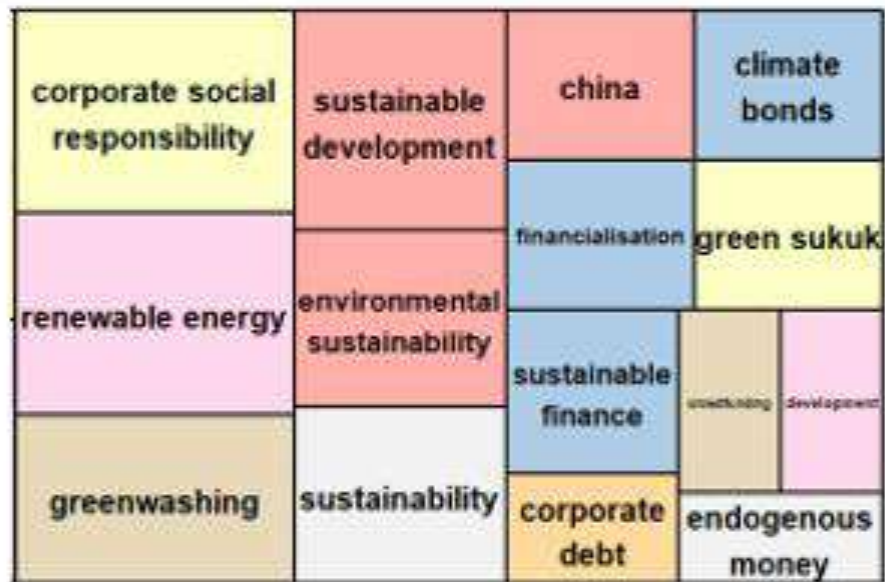 corporate social
responsibility
renewable energy
greenwashing
sustainable
development
environmental
sustainability
sustainability
china
climate
bonds
financialisation
green sukuk
sustainable
finance
corporate
debt
crowdfunding
development
endogenous
money